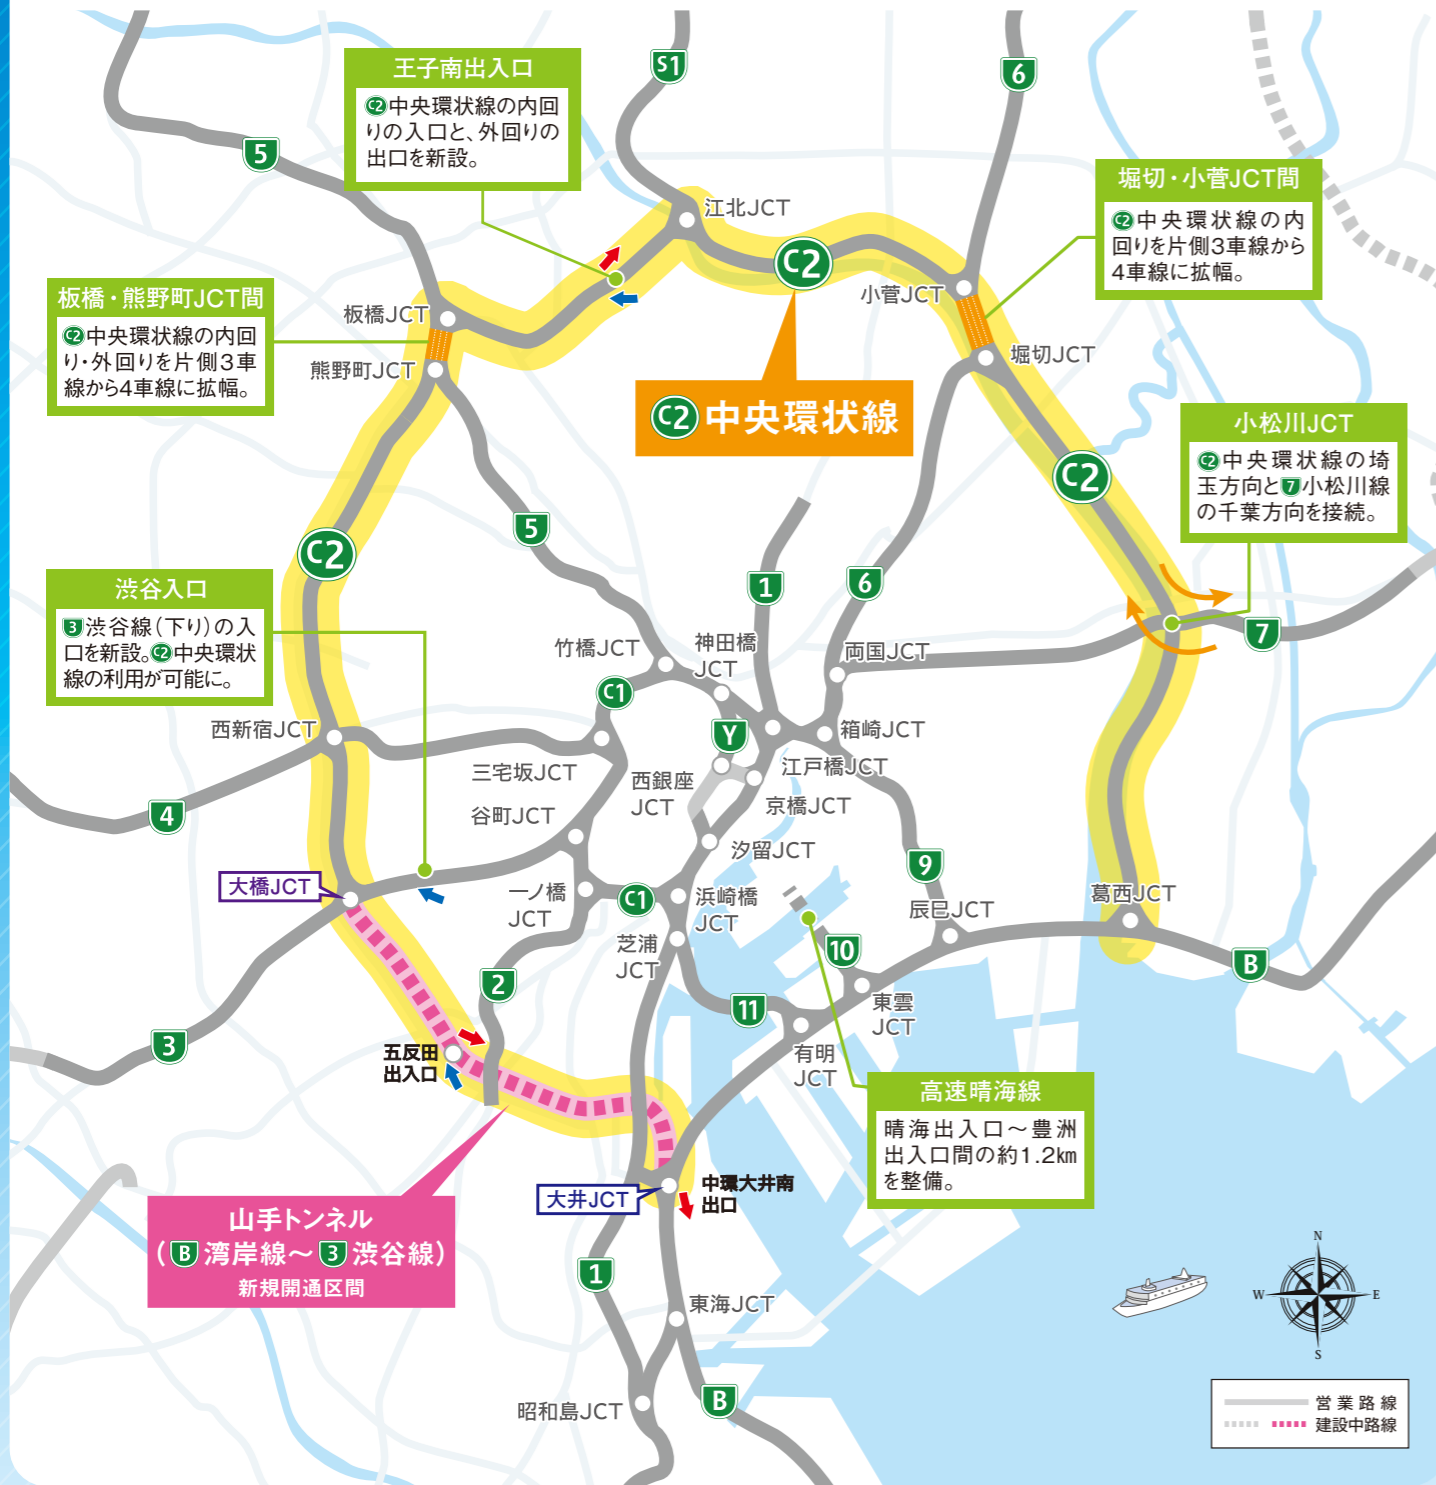 王子南出入口
C2中央環状線の内回
りの入口と、外回りの
出口を新設。
S1
6
5
堀切・小菅JCT間
C2中央環状線の内
回りを片側3車線から
4車線に拡幅。
江北JCT
C2
小菅JCT
板橋・熊野町JCT間
C2中央環状線の内回
り・外回りを片側3車
線から4車線に拡幅。
板橋JCT
熊野町JCT
堀切JCT
C2中央環状線
小松川JCT
C2中央環状線の埼
玉方向と7小松川線
の千葉方向を接続。
C2
5
C2
渋谷入口
3渋谷線(下り)の入
口を新設。C2中央環状
線の利用が可能に。
1
6
7
竹橋JCT
神田橋
JCT
両国JCT
C1
西新宿JCT
Y
箱崎JCT
三宅坂JCT
西銀座
JCT
江戸橋JCT
京橋JCT
4
谷町JCT
汐留JCT
9
大橋JCT
一ノ橋
JCT
C1
浜崎橋
JCT
辰巳JCT
葛西JCT
芝浦
JCT
10
B
2
11
東雲
JCT
3
五反田
出入口
有明
JCT
高速晴海線
晴海出入口～豊洲
出入口間の約1.2km
を整備。
大井JCT
中環大井南
出口
山手トンネル
(B湾岸線～3渋谷線)
新規開通区間
1
東海JCT
N
W
E
S
B
昭和島JCT
営業路線
建設中路線